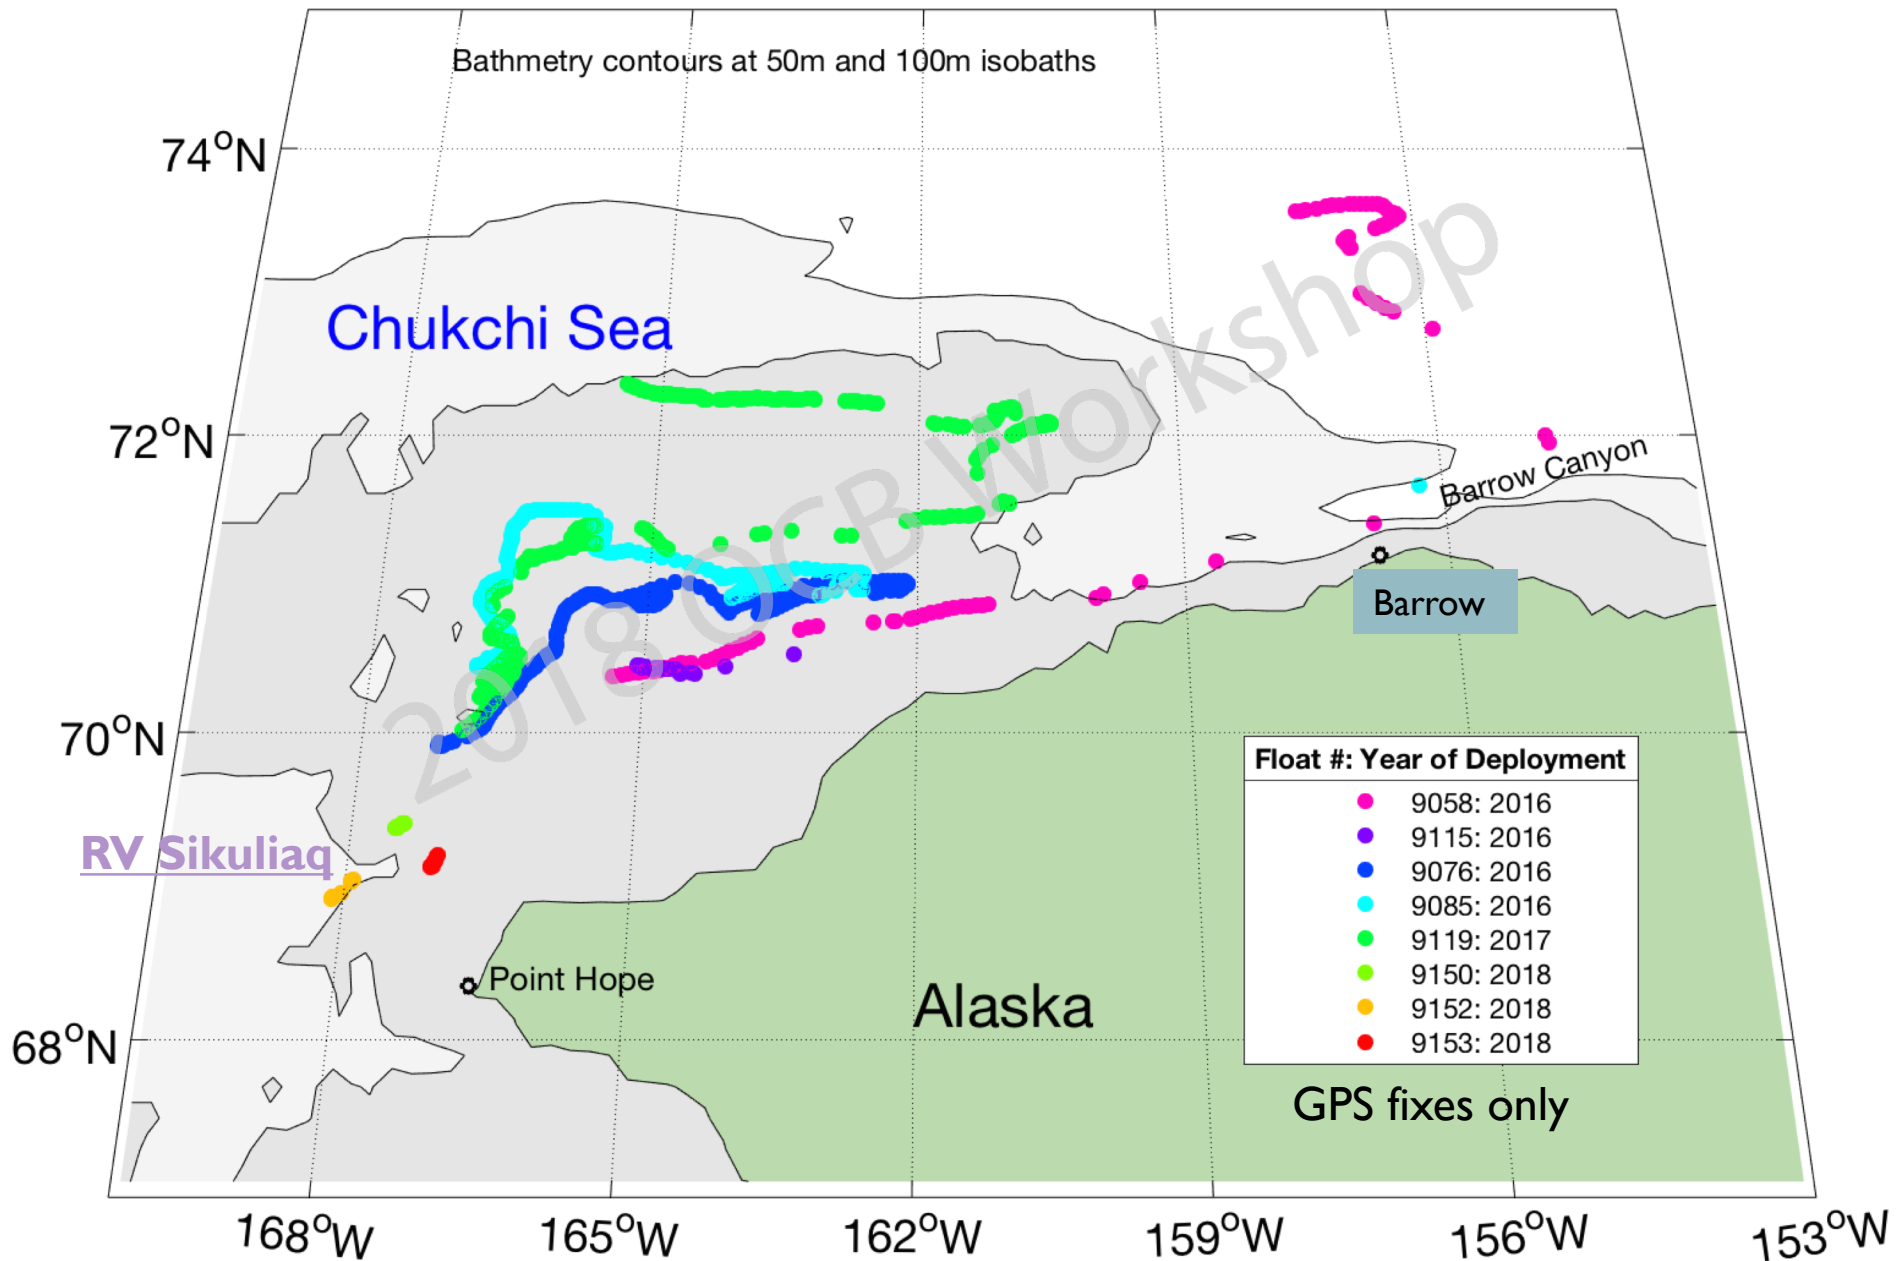 Bathmetry contours at 50m and 100m isobaths
74°N
Chukchi Sea
72°N
Barrow Canyon
Barrow
2018 OCB Workshop
70°N
RV Sikuliaq
Point Hope
Alaska
68°N
Float #: Year of Deployment
9058: 2016
9115: 2016
9076: 2016
9085: 2016
9119: 2017
9150: 2018
9152: 2018
9153: 2018
GPS fixes only
168°W 165°W 162°W 159°W 156°W 153°W